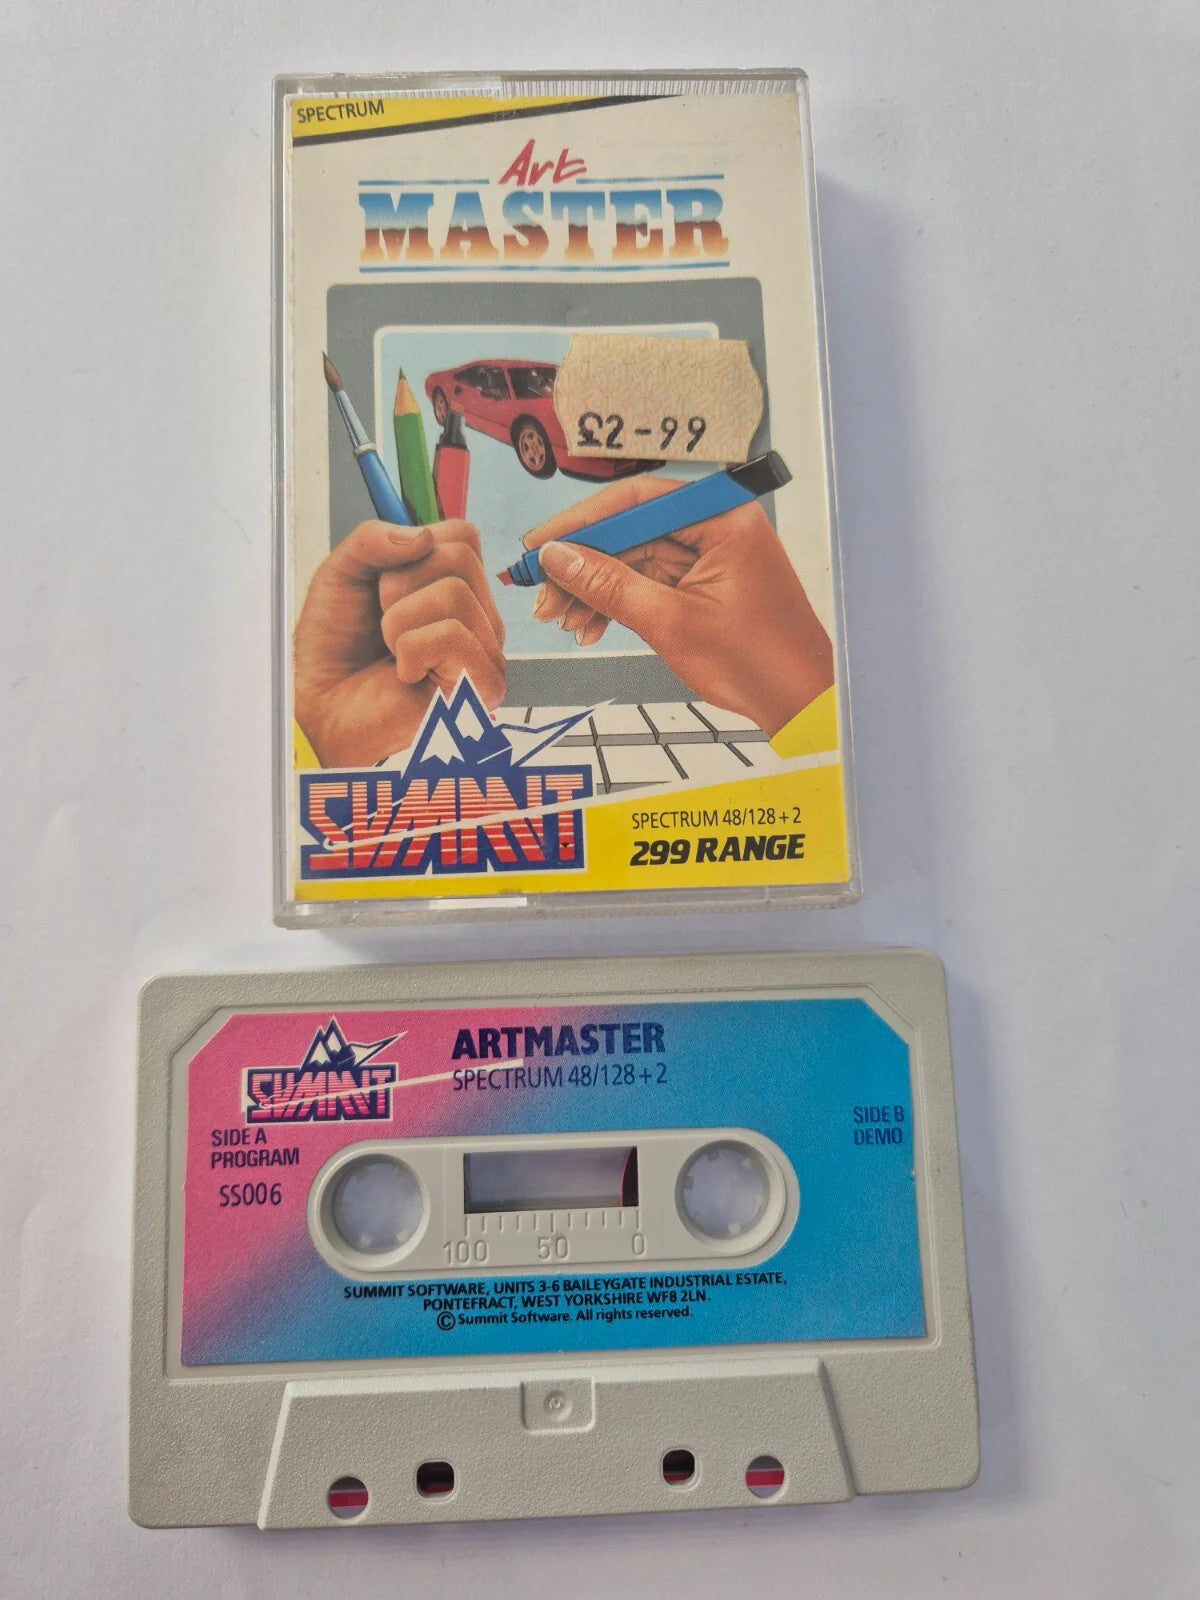 SPECTRUM
Art
MASTER
£2-99
SUMMIT
SPECTRUM 48/128+2
299 RANGE
SUMMIT
ARTMASTER
SPECTRUM 48/128+2
SIDE A
PROGRAM
SS006
SIDE B
DEMO
100 50 0
SUMMIT SOFTWARE, UNITS 3-6 BAILEYGATE INDUSTRIAL ESTATE,
PONTEFRACT, WEST YORKSHIRE WF8 2LN.
© Summit Software. All rights reserved.